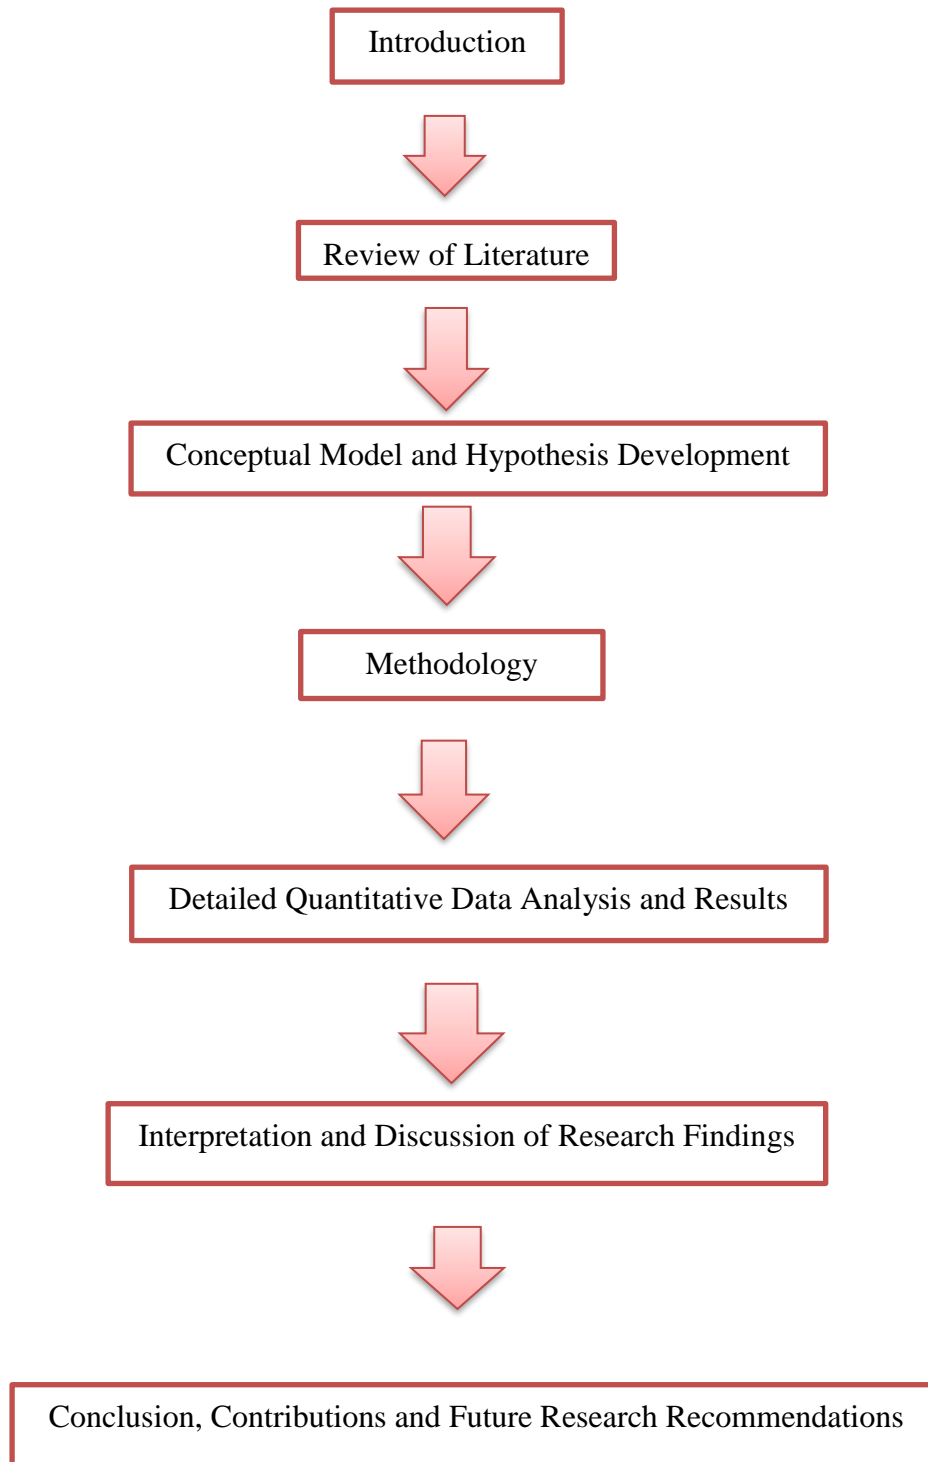 Introduction
Review of Literature
Conceptual Model and Hypothesis Development
Methodology
Detailed Quantitative Data Analysis and Results
Interpretation and Discussion of Research Findings
Conclusion, Contributions and Future Research Recommendations